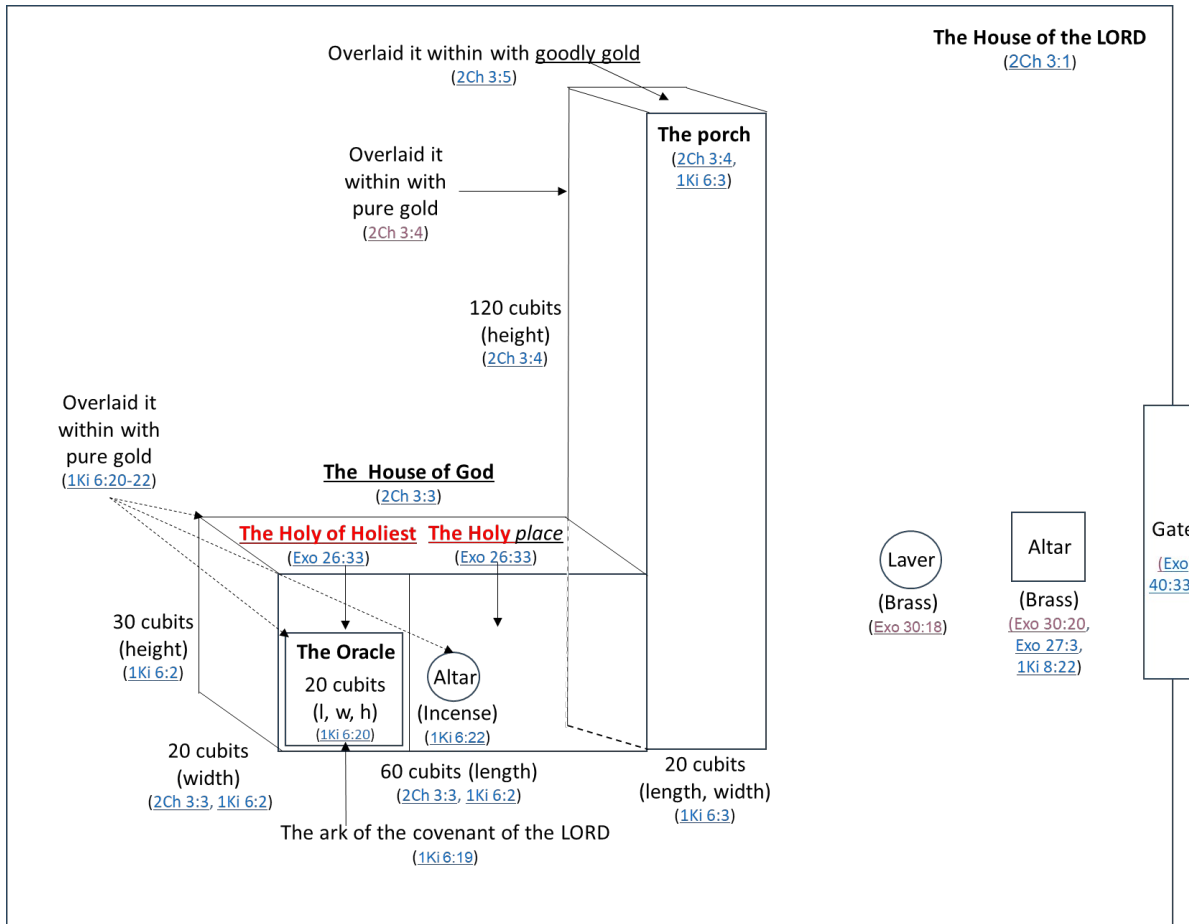 The House of the LORD
(2Ch 3:1)
Overlaid it within with goodly gold
(2Ch 3:5)
The porch
(2Ch 3:4,
1Ki 6:3)
Overlaid it
within with
pure gold
(2Ch 3:4)
120 cubits
(height)
(2Ch 3:4)
Overlaid it
within with
pure gold
(1Ki 6:20-22)
The House of God
(2Ch 3:3)
The Holy of Holiest
(Exo 26:33)
The Holy place
(Exo 26:33)
30 cubits
(height)
(1Ki 6:2)
The Oracle
20 cubits
(l, w, h)
(1Ki 6:20)
Altar
(Incense)
(1Ki 6:22)
20 cubits
(width)
(2Ch 3:3, 1Ki 6:2)
60 cubits (length)
(2Ch 3:3, 1Ki 6:2)
20 cubits
(length, width)
(1Ki 6:3)
The ark of the covenant of the LORD
(1Ki 6:19)
Laver
(Brass)
(Exo 30:18)
Altar
(Brass)
(Exo 30:20,
Exo 27:3,
1Ki 8:22)
Gate
(Exo
40:33